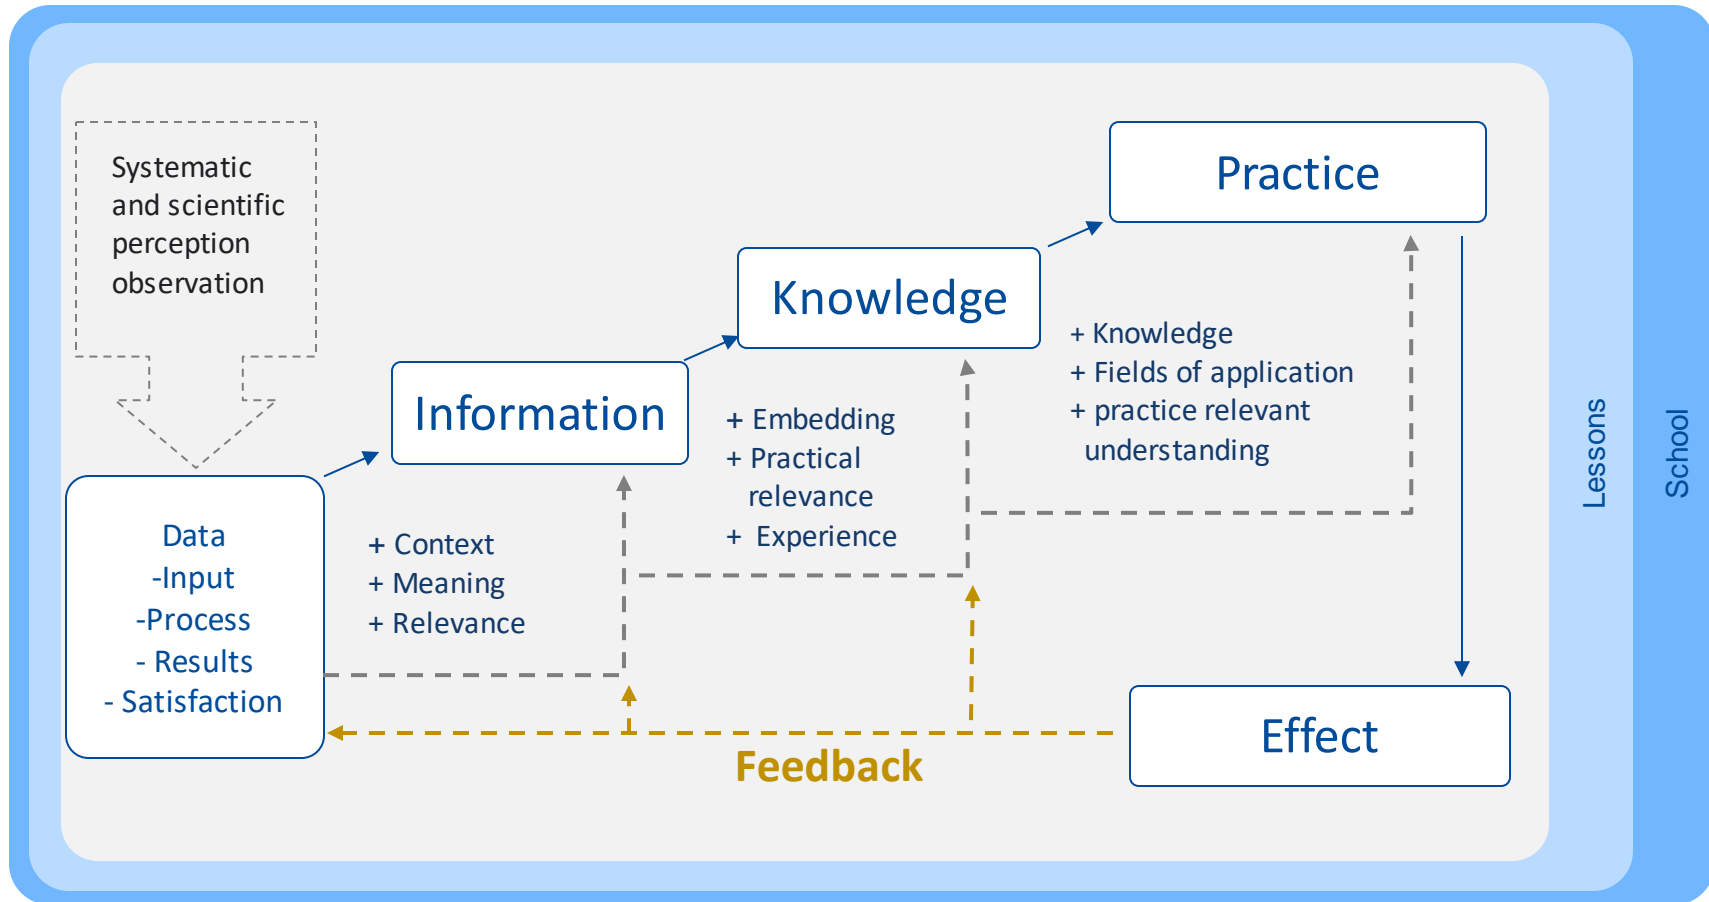 Systematic
and scientific
perception
observation
Data
-Input
-Process
- Results
- Satisfaction
Information
+ Context
+ Meaning
+ Relevance
Knowledge
+ Embedding
+ Practical
relevance
+ Experience
Practice
+ Knowledge
+ Fields of application
+ practice relevant
understanding
Effect
Feedback
Lessons
School